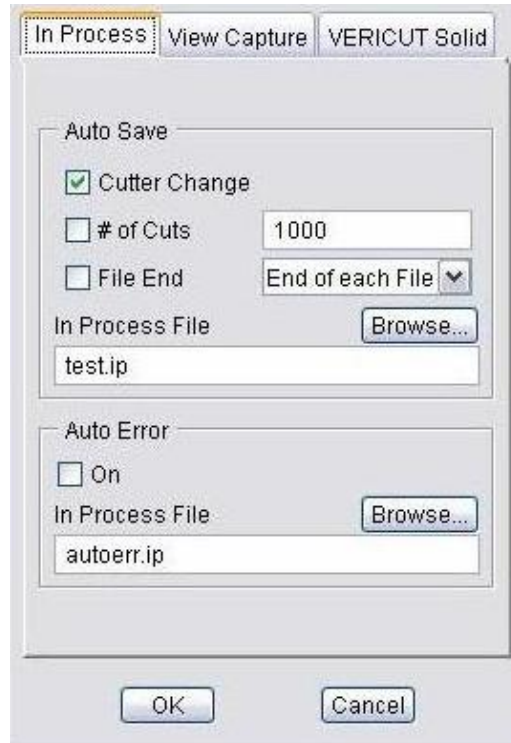 In Process View Capture VERICUT Solid
Auto Save
Cutter Change
# of Cuts 1000
File End End of each File
In Process File Browse...
test.ip
Auto Error
On
In Process File Browse...
autoerr.ip
OK Cancel